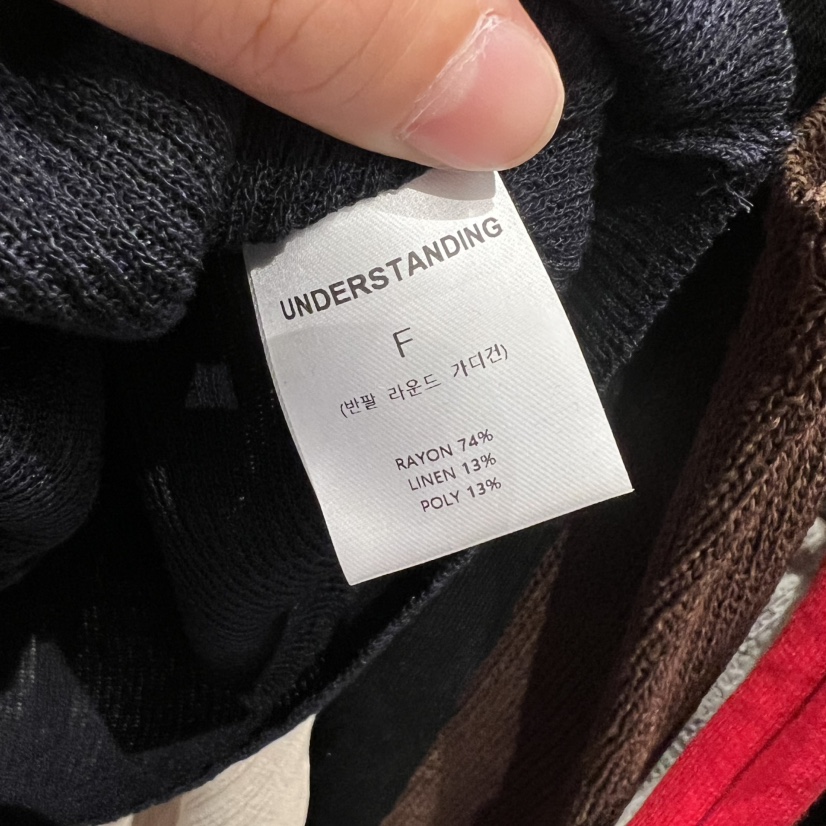 UNDERSTANDING
F
(반팔 라운드 가디건)
RAYON 74%
LINEN 13%
POLY 13%